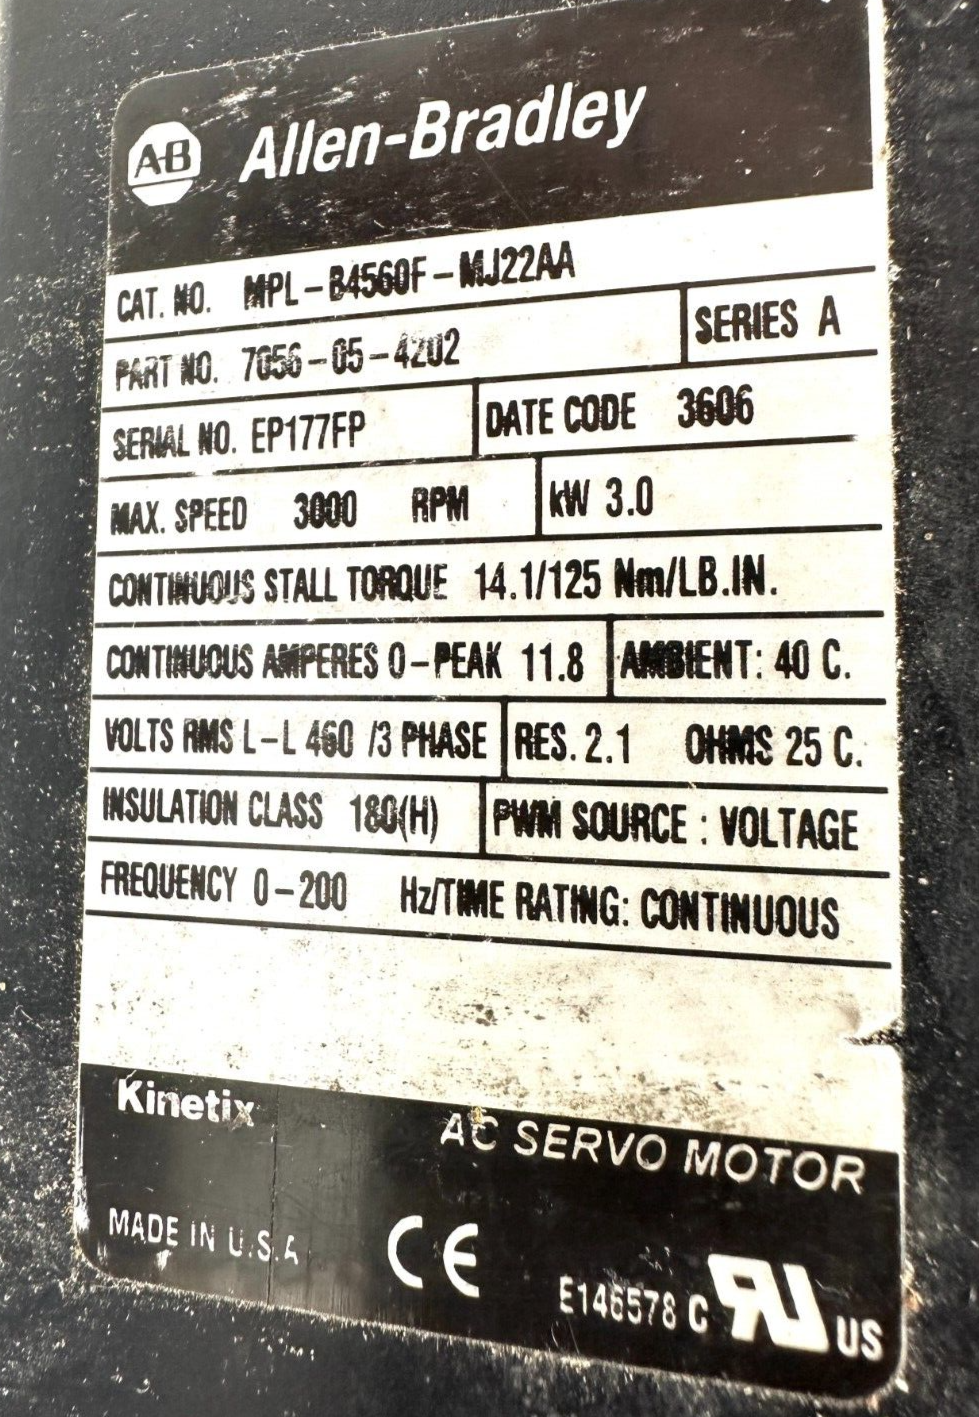 A-B Allen-Bradley
CAT. NO. MPL-B4560F-MJ22AA
SERIES A
PART NO. 7056-05-4202
SERIAL NO. EP177FP DATE CODE 3606
MAX. SPEED 3000 RPM kW 3.0
CONTINUOUS STALL TORQUE 14.1/125 Nm/LB.IN.
CONTINUOUS AMPERES 0-PEAK 11.8 AMBIENT: 40 C.
VOLTS RMS L-L 460 /3 PHASE RES. 2.1 OHMS 25 C.
INSULATION CLASS 180(H) PWM SOURCE : VOLTAGE
FREQUENCY 0-200 Hz/TIME RATING: CONTINUOUS
Kinetix
AC SERVO MOTOR
MADE IN U.S.A
CE
E146578 C RU US